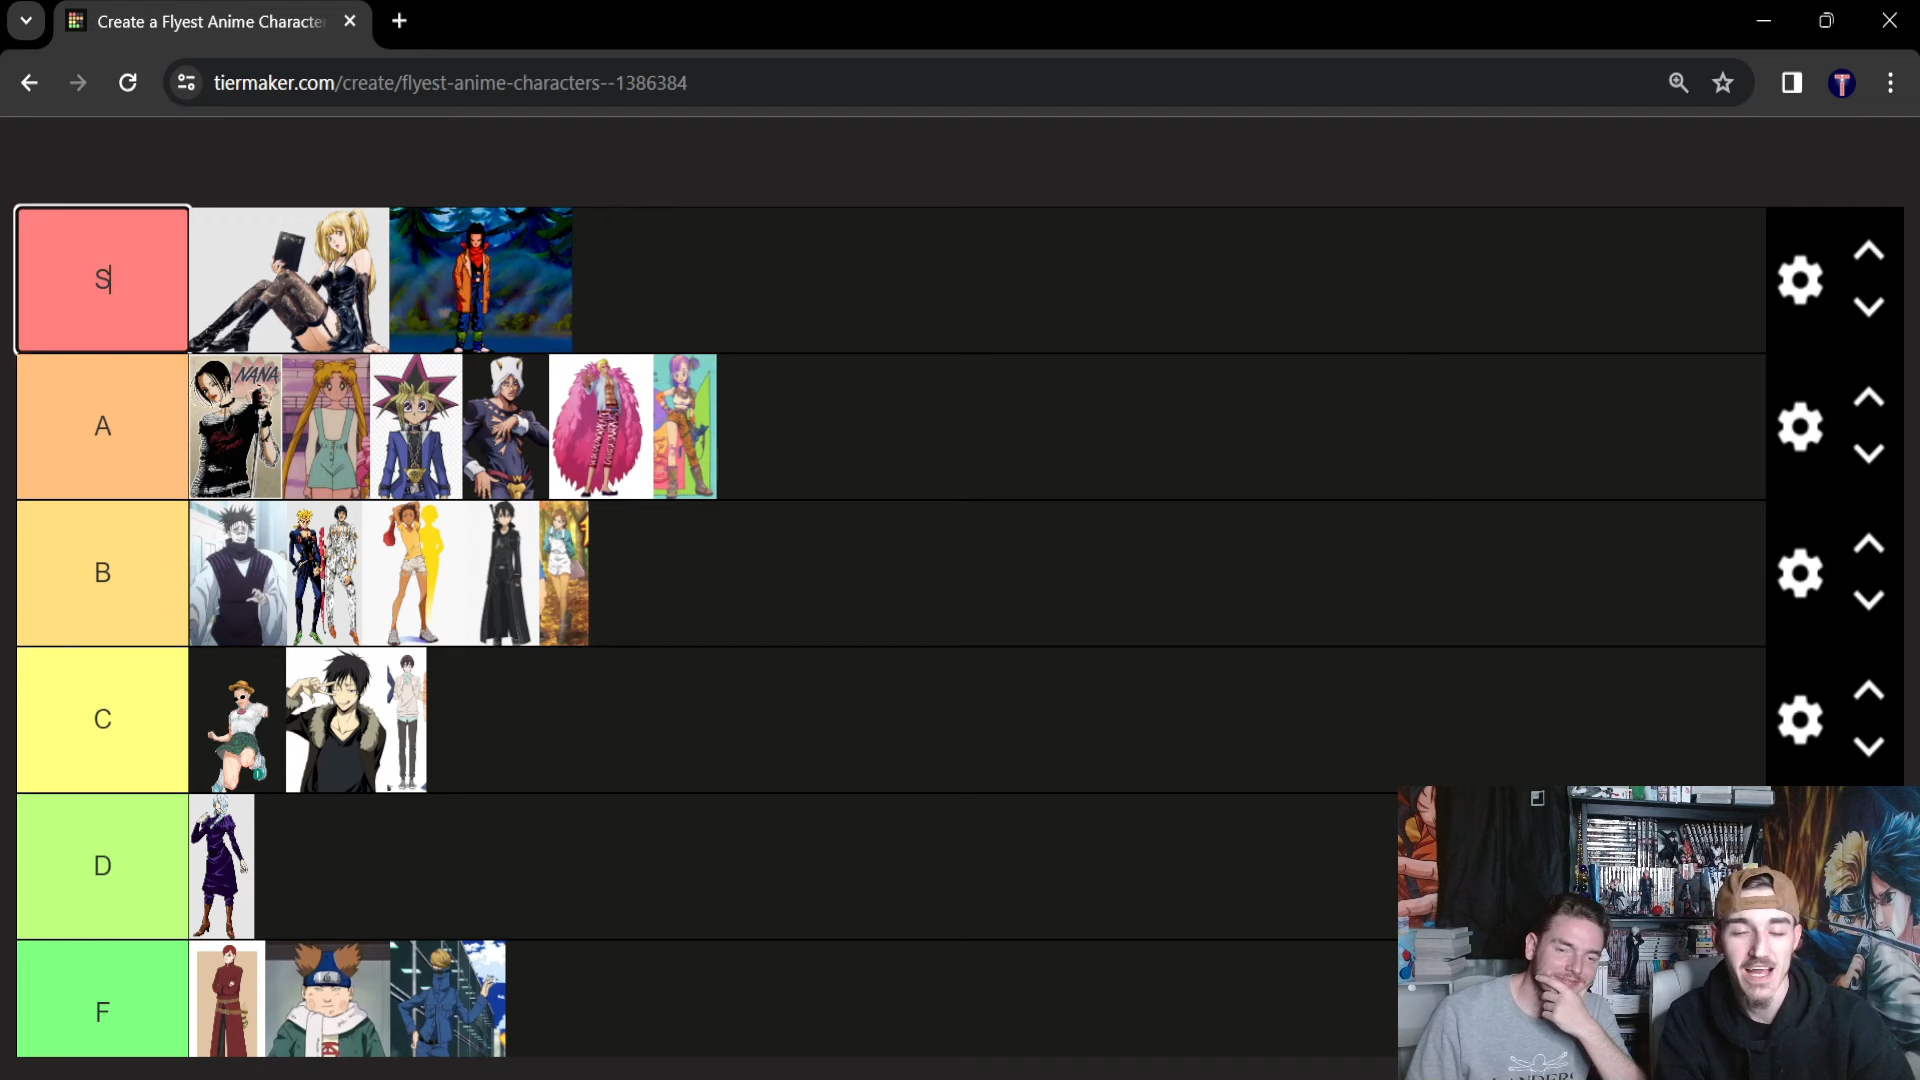 Create a Flyest Anime Characte
tiermaker.com/create/flyest-anime-characters--1386384
S
A
NANA
B
C
D
F